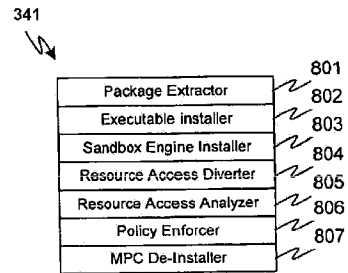 341
Package Extractor 801
Executable installer 802
Sandbox Engine Installer 803
Resource Access Diverter 804
Resource Access Analyzer 805
Policy Enforcer 806
MPC De-Installer 807